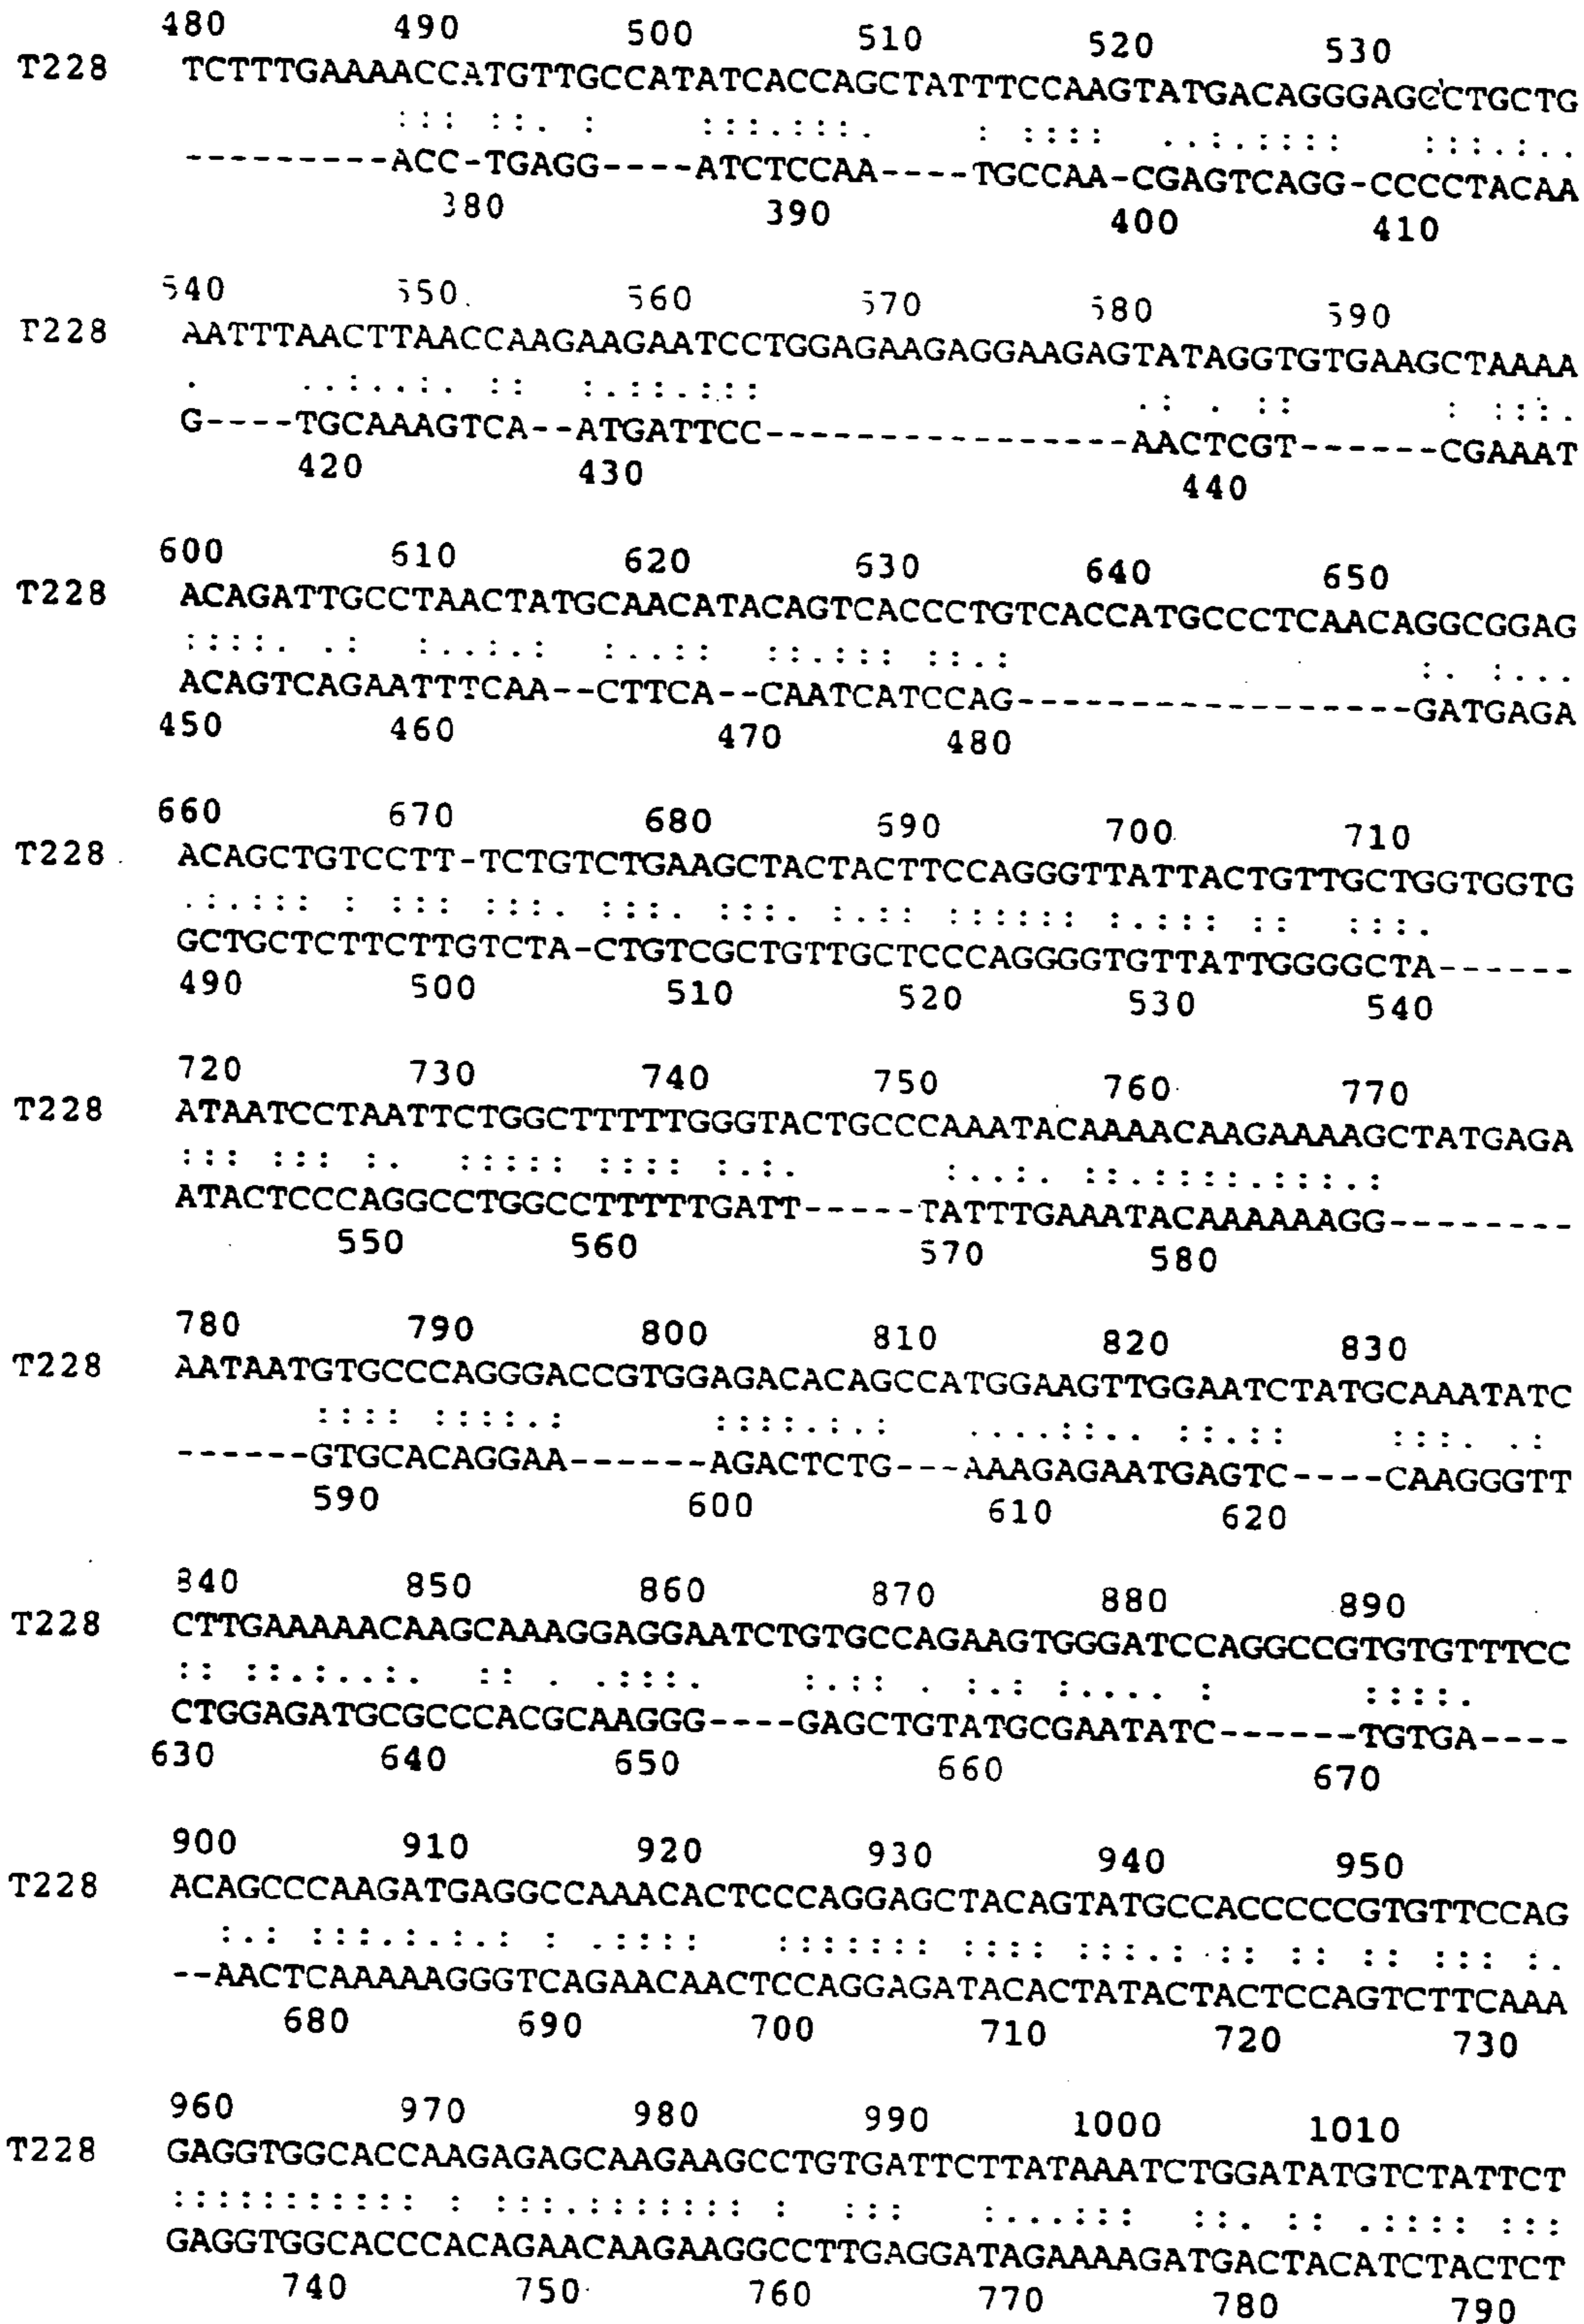 480 490 500 510 520 530
T228 TCTTTGAAAACCATGTTGCCATATCACCAGCTATTTCCAAGTATGACAGGGAGCCTGCTG
::: ::. : :::.:::. : :::: ..:.:::: :::.:..
---------ACC-TGAGG----ATCTCCAA----TGCCAA-CGAGTCAGG-CCCCTACAA
380 390 400 410
540 550 560 570 580 590
T228 AATTTAACTTAACCAAGAAGAATCCTGGAGAAGAGGAAGAGTATAGGTGTGAAGCTAAAA
. ..:..:. :: :.::.::: .: . :: : :::.
G----TGCAAAGTCA--ATGATTCC----------------AACTCGT------CGAAAT
420 430 440
600 610 620 630 640 650
T228 ACAGATTGCCTAACTATGCAACATACAGTCACCCTGTCACCATGCCCTCAACAGGCGGAG
::::. .: :..:.: :..:: ::.::: ::.: :. :...
ACAGTCAGAATTTCAA--CTTCA--CAATCATCCAG-----------------GATGAGA
450 460 470 480
660 670 680 690 700 710
T228 ACAGCTGTCCTT-TCTGTCTGAAGCTACTACTTCCAGGGTTATTACTGTTGCTGGTGGTG
.:.::: : ::: :::. :::. :::. :.:: :::::: :.::: :: :::.
GCTGCTCTTCTTGTCTA-CTGTCGCTGTTGCTCCCAGGGGTGTTATTGGGGCTA------
490 500 510 520 530 540
720 730 740 750 760 770
T228 ATAATCCTAATTCTGGCTTTTTGGGTACTGCCCAAATACAAAACAAGAAAAGCTATGAGA
::: ::: :. ::::: :::: :.:. :..:. ::.::::.:::.:
ATACTCCCAGGCCTGGCCTTTTTGATT-----TATTTGAAATACAAAAAAAGG--------
550 560 570 580
780 790 800 810 820 830
T228 AATAATGTGCCCAGGGACCGTGGAGACACAGCCATGGAAGTTGGAATCTATGCAAATATC
:::: ::::.: ::::.:.: ....::.. ::.:: :::. .:
------GTGCACAGGAA------AGACTCTG---AAAGAGAATGAGTC----CAAGGGTT
590 600 610 620
840 850 860 870 880 890
T228 CTTGAAAAACAAGCAAAGGAGGAATCTGTGCCAGAAGTGGGATCCAGGCCGTGTGTTTCC
:: ::.:..:. :: . .:::. :.:: . :.: :.... : ::::.
CTGGAGATGCGCCCACGCAAGGG----GAGCTGTATGCGAATATC------TGTGA----
630 640 650 660 670
900 910 920 930 940 950
T228 ACAGCCCAAGATGAGGCCAAACACTCCCAGGAGCTACAGTATGCCACCCCCGTGTTCCAG
:.: :::.:.:.: : .:::: ::::::: :::: :::.: :: :: :: ::: :.
--AACTCAAAAAGGGTCAGAACAACTCCAGGAGATACACTATACTACTCCAGTCTTCAAA
680 690 700 710 720 730
960 970 980 990 1000 1010
T228 GAGGTGGCACCAAGAGAGCAAGAAGCCTGTGATTCTTATAAATCTGGATATGTCTATTCT
::::::::::: : :::.::::::: : ::: :...::: ::. :: .:::: :::
GAGGTGGCACCCACAGAACAAGAAGGCCTTGAGGATAGAAAAGATGACTACATCTACTCT
740 750 760 770 780 790